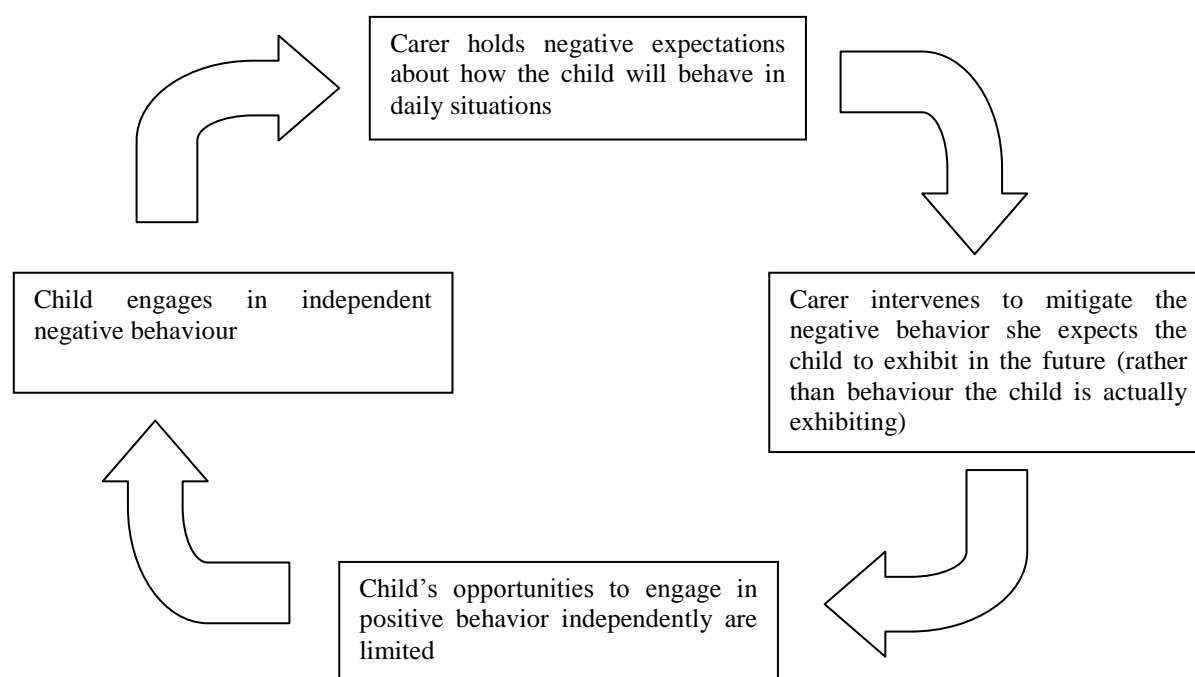 Carer holds negative expectations
about how the child will behave in
daily situations
Child engages in independent
negative behaviour
Carer intervenes to mitigate the
negative behavior she expects the
child to exhibit in the future (rather
than behaviour the child is actually
exhibiting)
Child’s opportunities to engage in
positive behavior independently are
limited